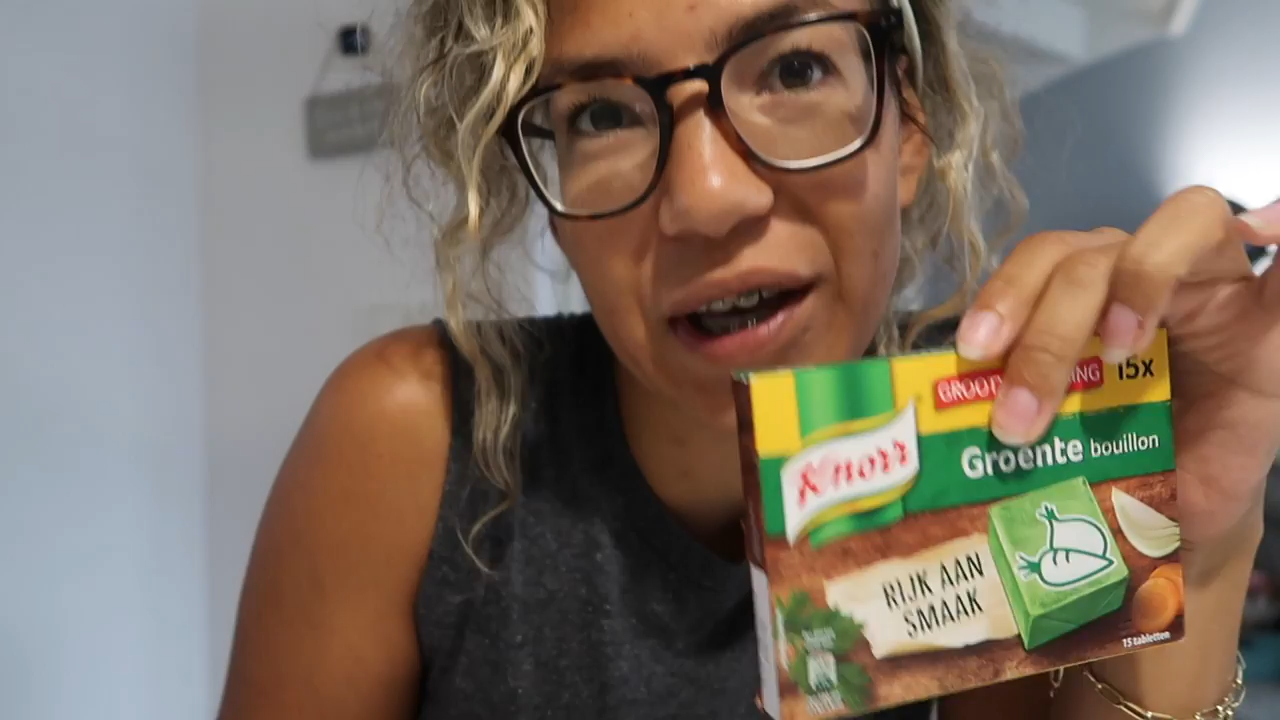 15x
Knorr
Groente bouillon
RIJK AAN
SMAAK
15 tabletten